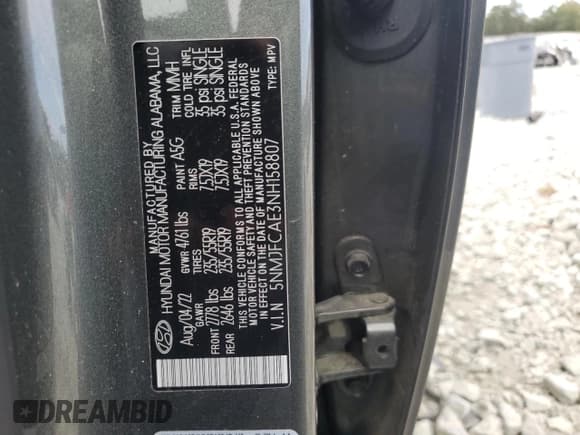 MANUFACTURED BY
HYUNDAI MOTOR MANUFACTURING ALABAMA, LLC
Aug/04/22 GVWR 4761 lbs PAINT A5G TRIM MMH
GAWR TIRES RIMS COLD TIRE INFL
FRONT 2778 lbs 235/55R19 7.5JX19 35 psi SINGLE
REAR 2646 lbs 235/55R19 7.5JX19 35 psi SINGLE
THIS VEHICLE CONFORMS TO ALL APPLICABLE U.S.A. FEDERAL
MOTOR VEHICLE SAFETY AND THEFT PREVENTION STANDARDS
IN EFFECT ON THE DATE OF MANUFACTURE SHOWN ABOVE
V.I.N 5NMJFCAE3NH158807 TYPE: MPV
DREAMBID